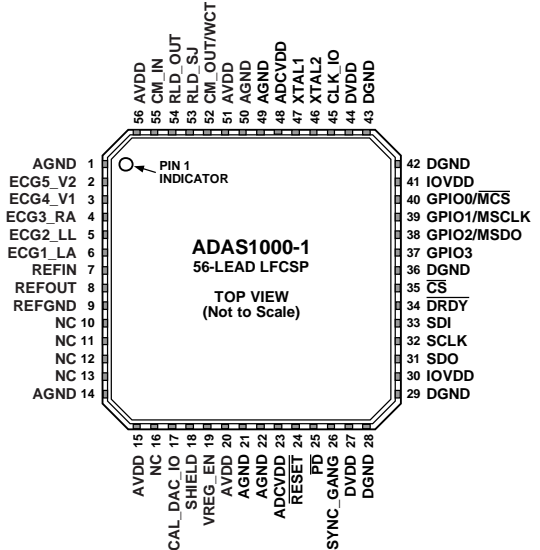 56 AVDD
55 CM_IN
54 RLD_OUT
53 RLD_SJ
52 CM_OUT/WCT
51 AVDD
50 AGND
49 AGND
48 ADCVDD
47 XTAL1
46 XTAL2
45 CLK_IO
44 DVDD
43 DGND
AGND 1
ECG5_V2 2
ECG4_V1 3
ECG3_RA 4
ECG2_LL 5
ECG1_LA 6
REFIN 7
REFOUT 8
REFGND 9
NC 10
NC 11
NC 12
NC 13
AGND 14
PIN 1
INDICATOR
ADAS1000-1
56-LEAD LFCSP
TOP VIEW
(Not to Scale)
42 DGND
41 IOVDD
40 GPIO0/M̅C̅S̅
39 GPIO1/MSCLK
38 GPIO2/MSDO
37 GPIO3
36 DGND
35 C̅S̅
34 D̅R̅D̅Y̅
33 SDI
32 SCLK
31 SDO
30 IOVDD
29 DGND
AVDD 15
NC 16
CAL_DAC_IO 17
SHIELD 18
VREG_EN 19
AVDD 20
AGND 21
AGND 22
ADCVDD 23
R̅E̅S̅E̅T̅ 24
P̅D̅ 25
SYNC_GANG 26
DVDD 27
DGND 28